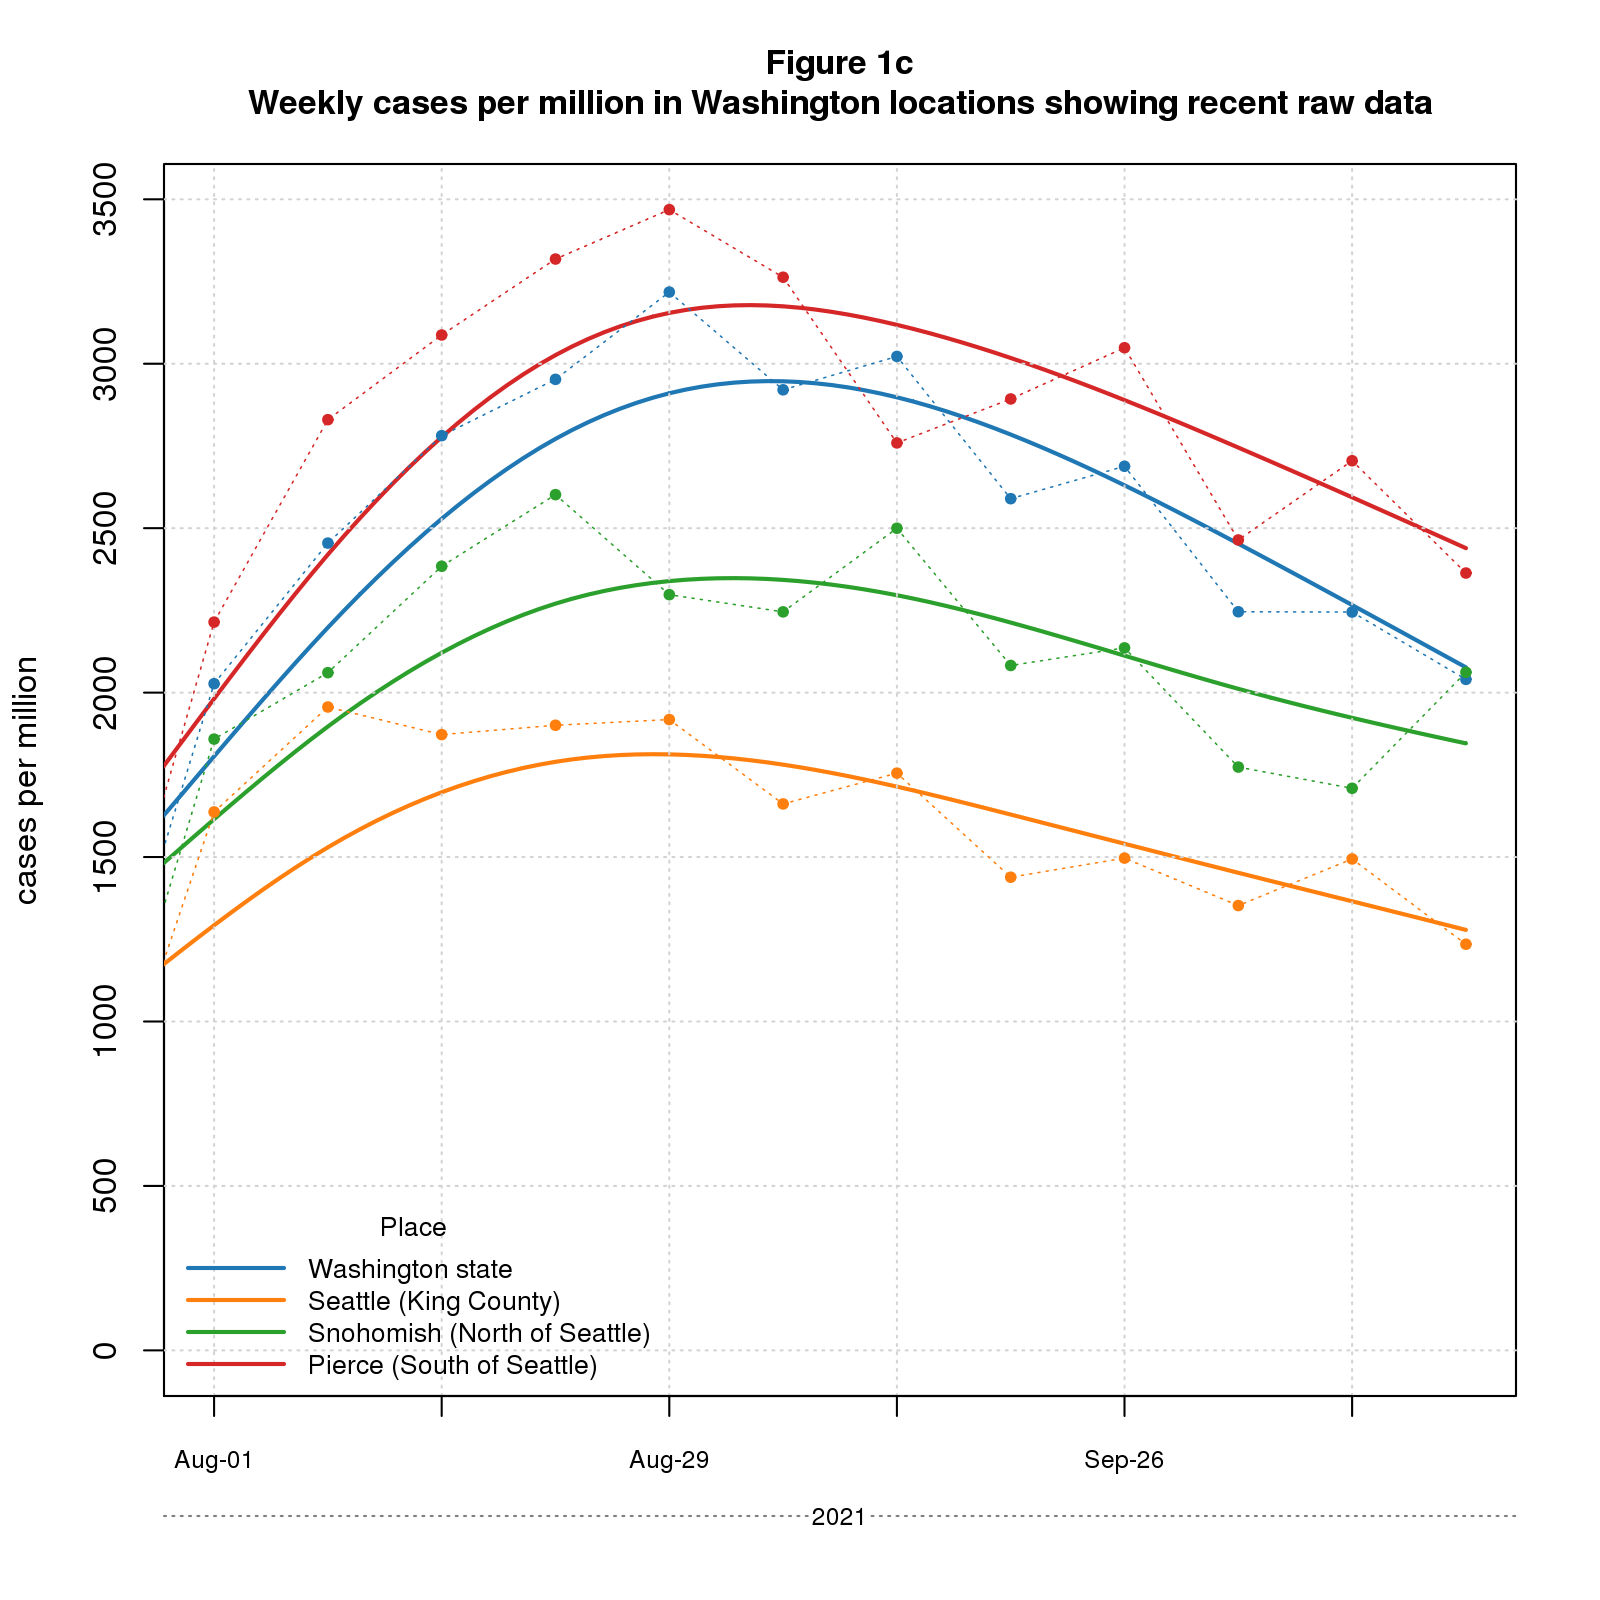 Figure 1c
Weekly cases per million in Washington locations showing recent raw data
cases per million
3500
3000
2500
2000
1500
1000
500
0
Place
Washington state
Seattle (King County)
Snohomish (North of Seattle)
Pierce (South of Seattle)
Aug-01
Aug-29
Sep-26
2021